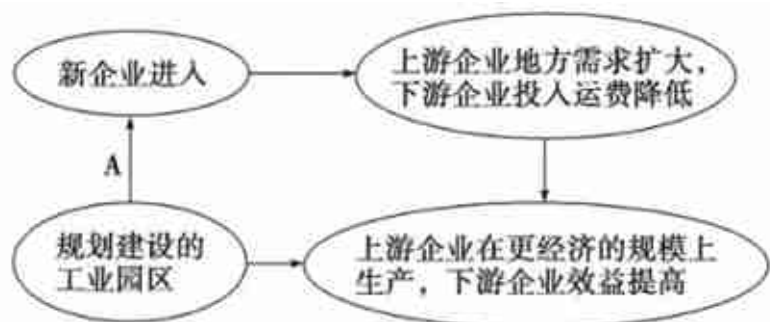 新企业进入
上游企业地方需求扩大，
下游企业投入运费降低
A
规划建设的
工业园区
上游企业在更经济的规模上
生产，下游企业效益提高